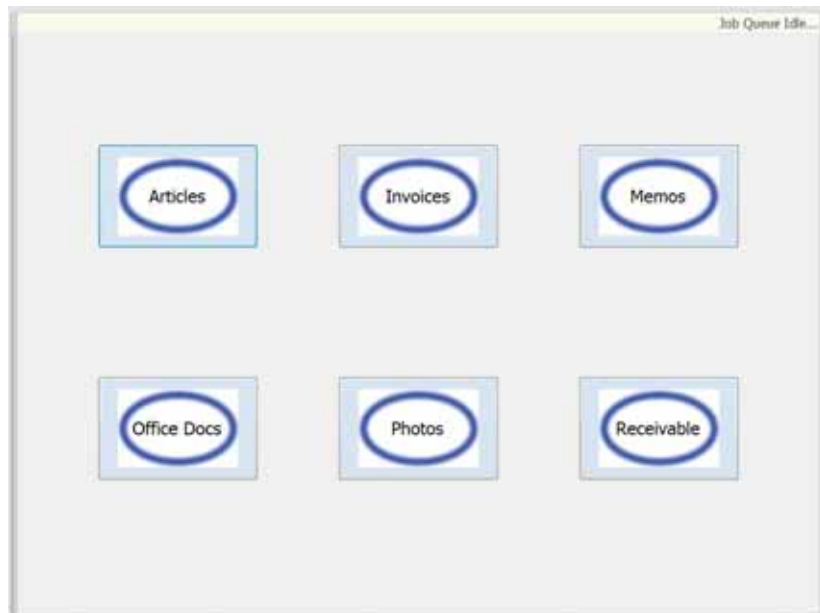 Job Queue Idle...
Articles
Invoices
Memos
Office Docs
Photos
Receivable